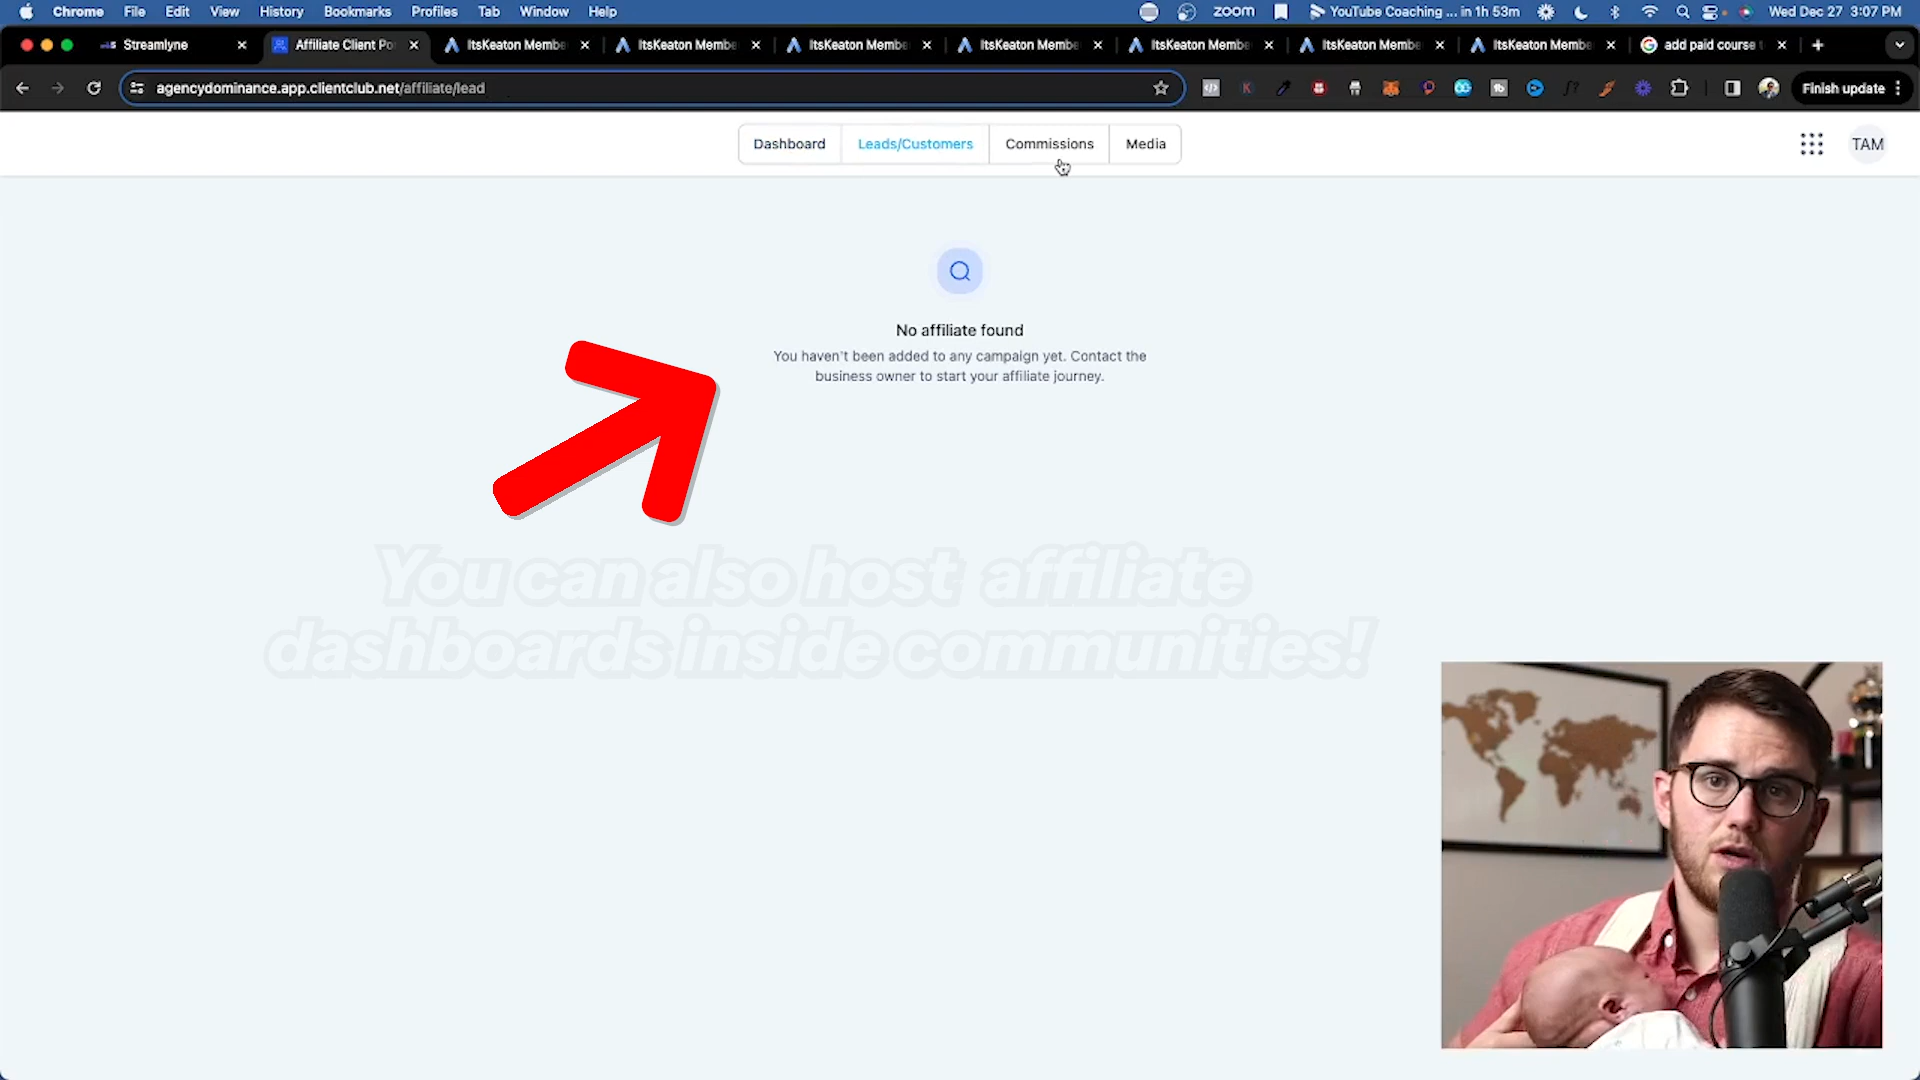 Chrome File Edit View History Bookmarks Profiles Tab Window Help zoom YouTube Coaching ... in 1h 53m Wed Dec 27 3:07 PM
Streamlyne Affiliate Client Po ItsKeaton Membe ItsKeaton Membe ItsKeaton Membe ItsKeaton Membe ItsKeaton Membe ItsKeaton Membe ItsKeaton Membe add paid course
agencydominance.app.clientclub.net/affiliate/lead Finish update
Dashboard Leads/Customers Commissions Media TAM
No affiliate found
You haven't been added to any campaign yet. Contact the
business owner to start your affiliate journey.
You can also host affiliate
dashboards inside communities!